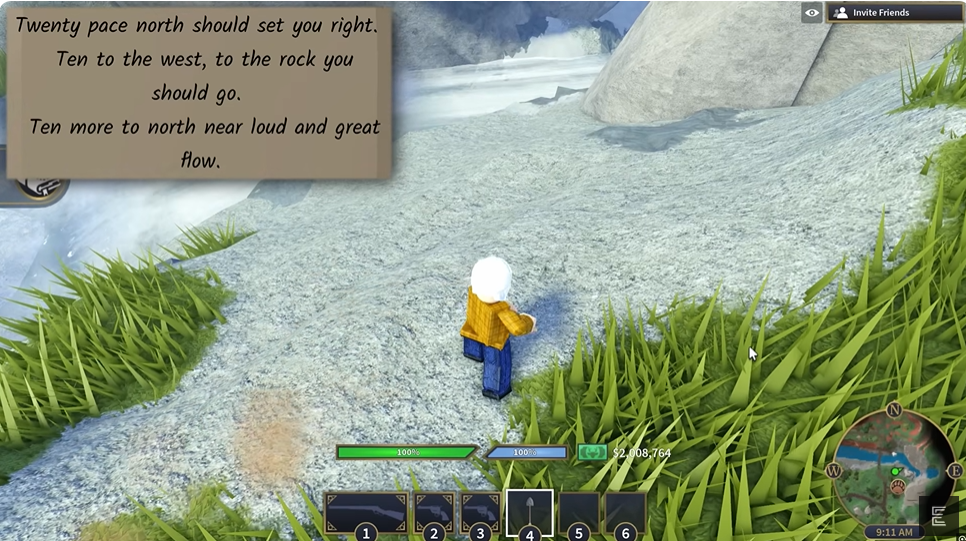 Twenty pace north should set you right.
Ten to the west, to the rock you
should go.
Ten more to north near loud and great
flow.
Invite Friends
100%
100%
$2,008,764
1
2
3
4
5
6
N
W
E
9:11 AM